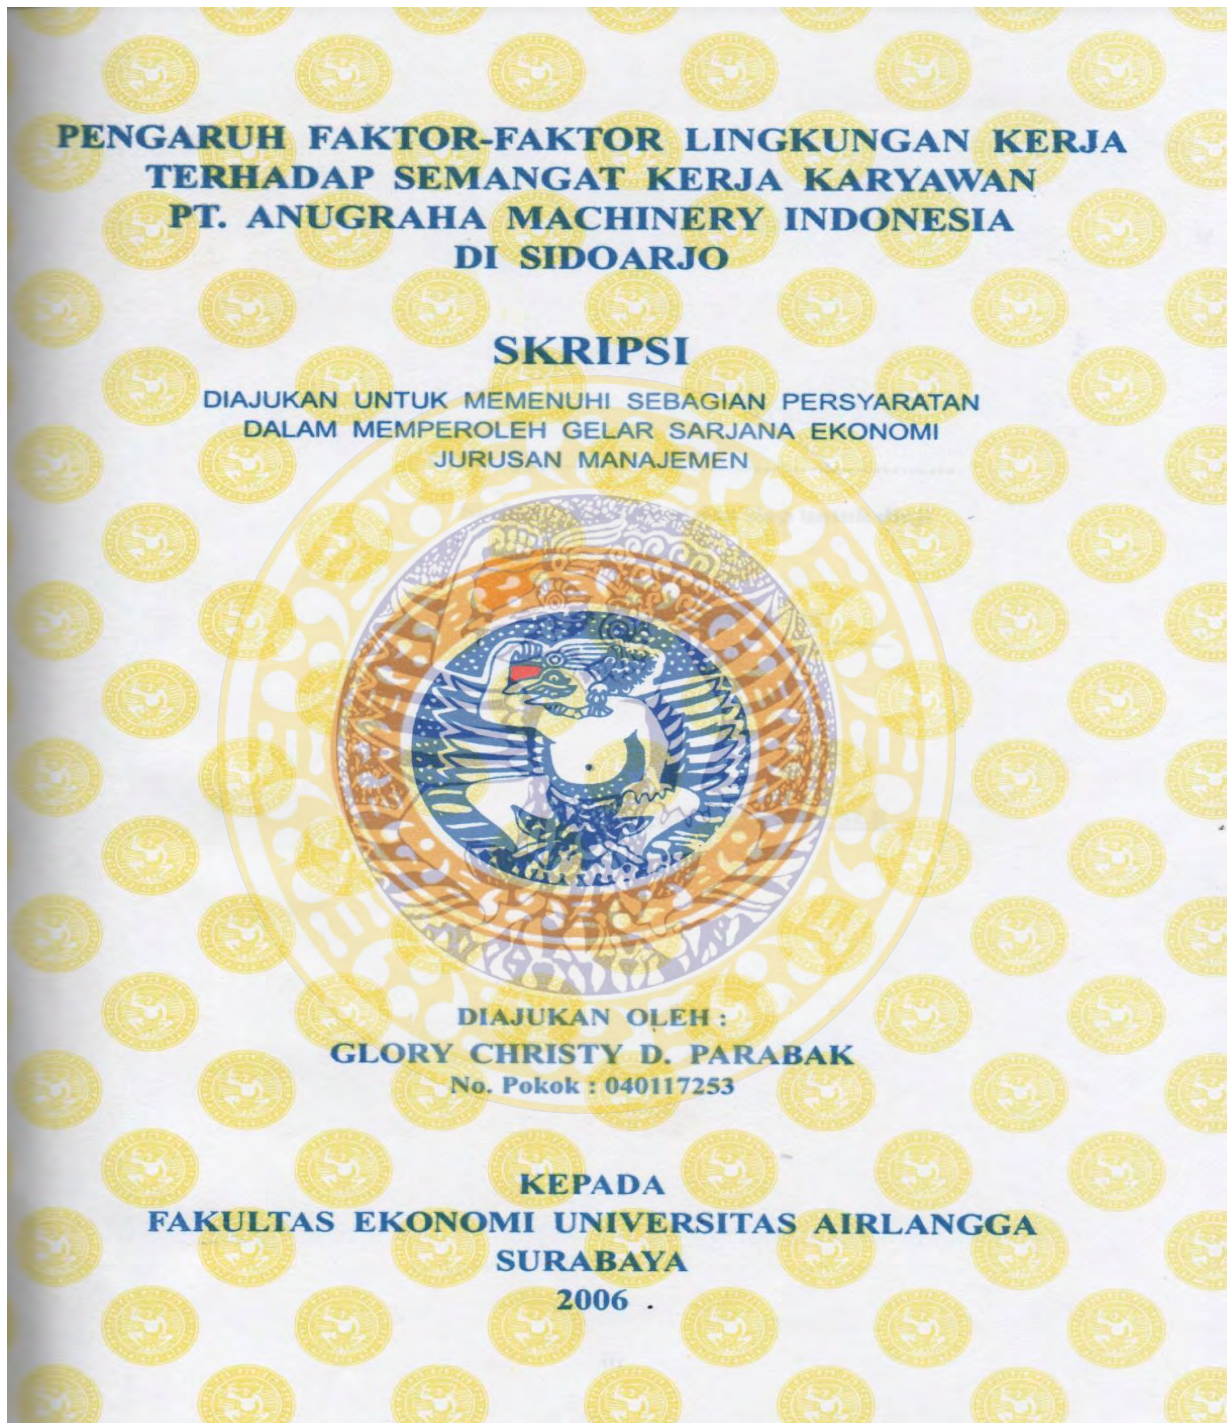 PENGARUH FAKTOR-FAKTOR LINGKUNGAN KERJA
TERHADAP SEMANGAT KERJA KARYAWAN
PT. ANUGRAHA MACHINERY INDONESIA
DI SIDOARJO
SKRIPSI
DIAJUKAN UNTUK MEMENUHI SEBAGIAN PERSYARATAN
DALAM MEMPEROLEH GELAR SARJANA EKONOMI
JURUSAN MANAJEMEN
DIAJUKAN OLEH :
GLORY CHRISTY D. PARABAK
No. Pokok : 040117253
KEPADA
FAKULTAS EKONOMI UNIVERSITAS AIRLANGGA
SURABAYA
2006